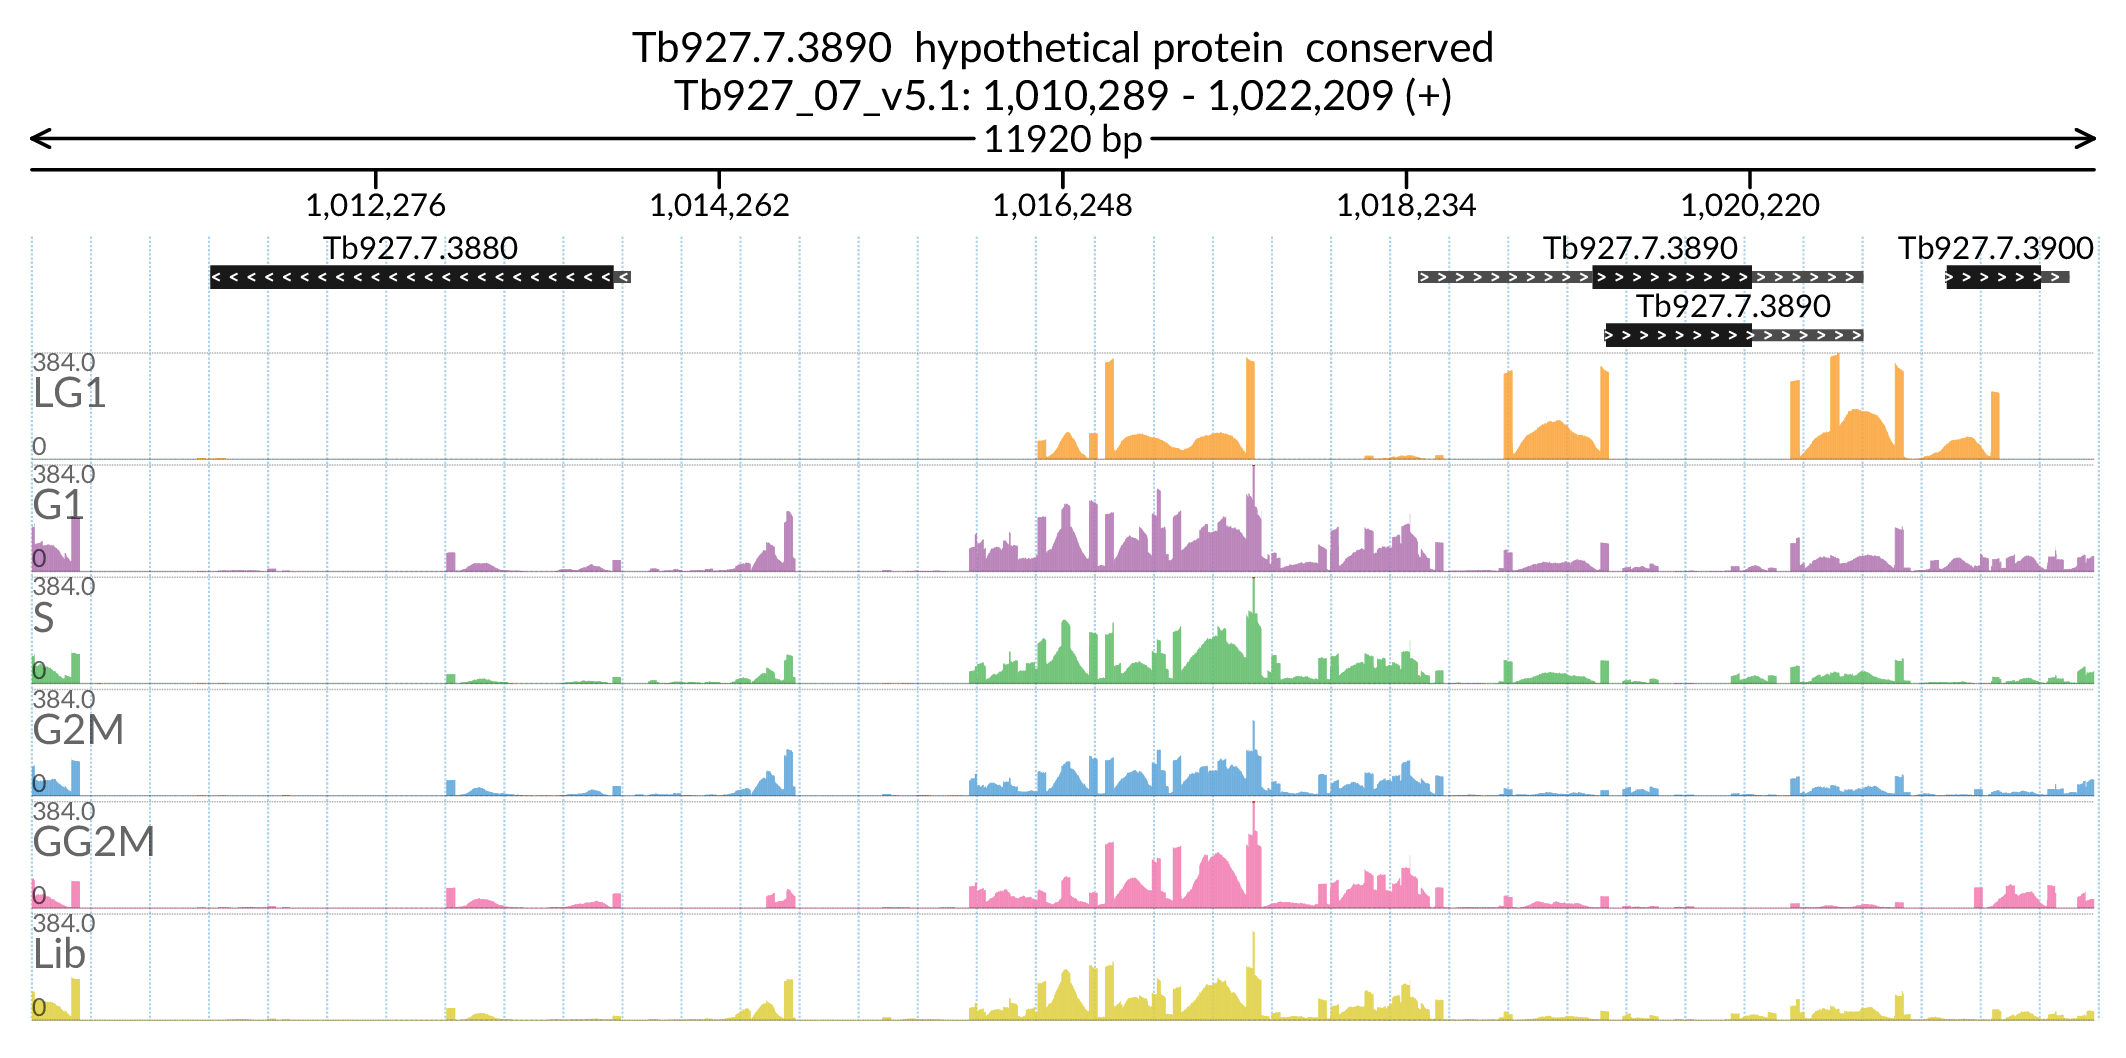 Tb927.7.3890  hypothetical protein  conserved
Tb927_07_v5.1: 1,010,289 - 1,022,209 (+)
11920 bp
1,012,276 1,014,262 1,016,248 1,018,234 1,020,220
Tb927.7.3880 Tb927.7.3890 Tb927.7.3900
Tb927.7.3890
384.0
LG1
0
384.0
G1
0
384.0
S
0
384.0
G2M
0
384.0
GG2M
0
384.0
Lib
0